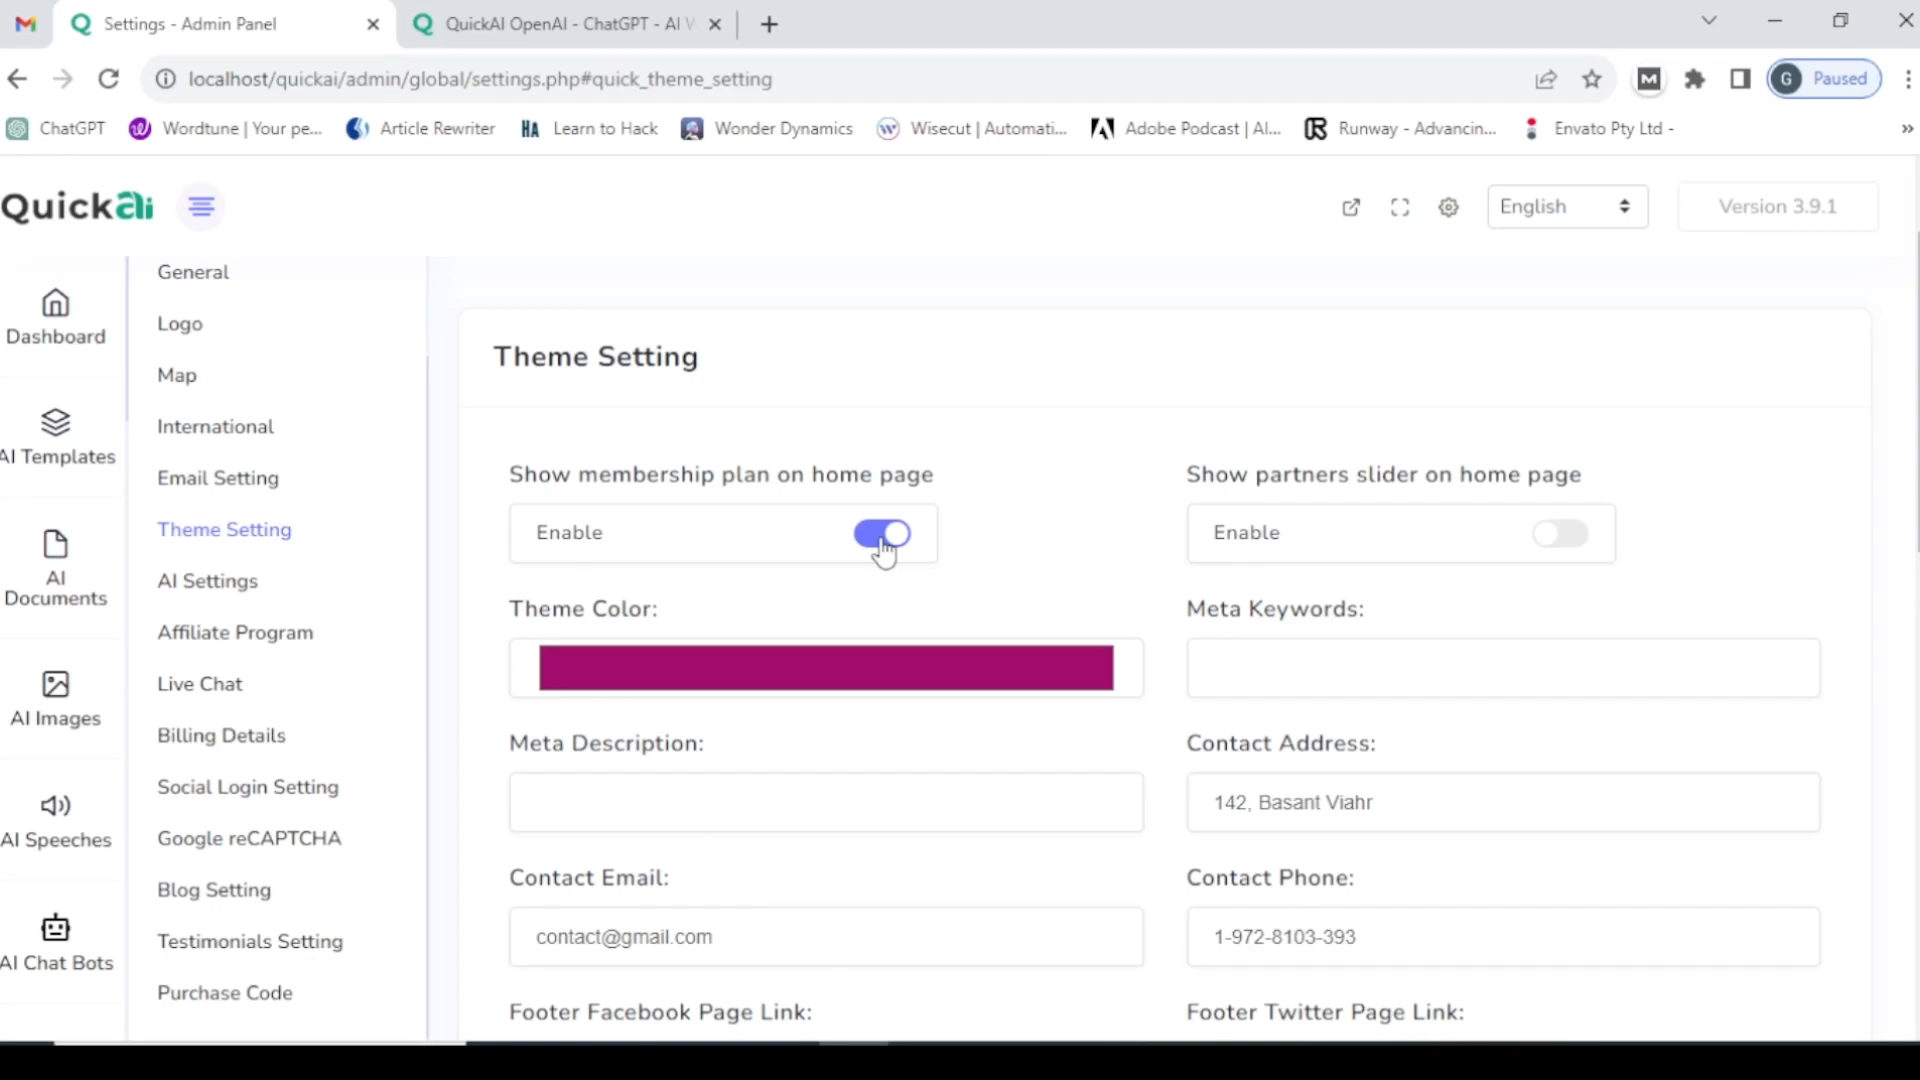 Settings - Admin Panel
QuickAI OpenAI - ChatGPT - AI
localhost/quickai/admin/global/settings.php#quick_theme_setting
G Paused
ChatGPT
Wordtune | Your pe...
Article Rewriter
HA Learn to Hack
Wonder Dynamics
Wisecut | Automati...
Adobe Podcast | AI...
Runway - Advancin...
Envato Pty Ltd -
QuickAi
English
Version 3.9.1
Dashboard
AI Templates
AI
Documents
AI Images
AI Speeches
AI Chat Bots
General
Logo
Map
International
Email Setting
Theme Setting
AI Settings
Affiliate Program
Live Chat
Billing Details
Social Login Setting
Google reCAPTCHA
Blog Setting
Testimonials Setting
Purchase Code
Theme Setting
Show membership plan on home page
Enable
Show partners slider on home page
Enable
Theme Color:
Meta Keywords:
Meta Description:
Contact Address:
142, Basant Viahr
Contact Email:
contact@gmail.com
Contact Phone:
1-972-8103-393
Footer Facebook Page Link:
Footer Twitter Page Link: